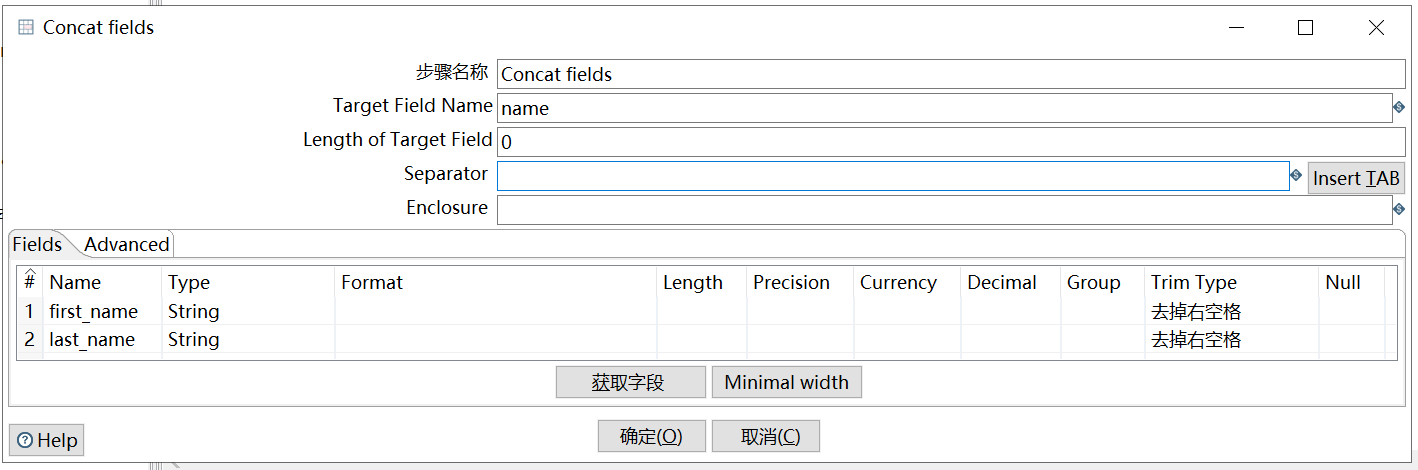 Concat fields
步骤名称 Concat fields
Target Field Name name
Length of Target Field 0
Separator Insert TAB
Enclosure
Fields Advanced
# Name Type Format Length Precision Currency Decimal Group Trim Type Null
1 first_name String 去掉右空格
2 last_name String 去掉右空格
获取字段 Minimal width
Help 确定(O) 取消(C)